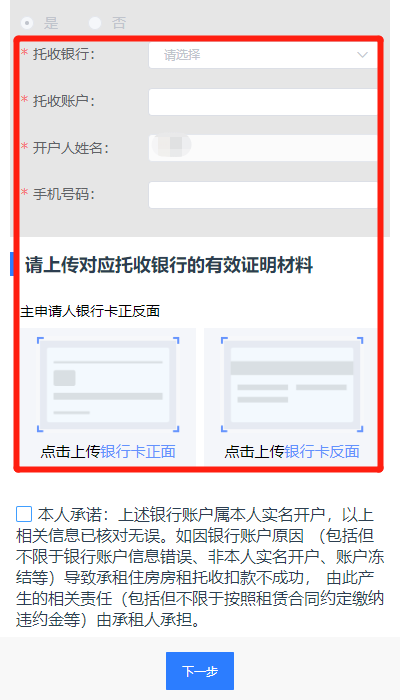 是 否
* 托收银行： 请选择
* 托收账户：
* 开户人姓名：
* 手机号码：
请上传对应托收银行的有效证明材料
主申请人银行卡正反面
点击上传银行卡正面 点击上传银行卡反面
本人承诺：上述银行账户属本人实名开户，以上
相关信息已核对无误。如因银行账户原因 （包括但
不限于银行账户信息错误、非本人实名开户、账户冻
结等）导致承租住房房租托收扣款不成功， 由此产
生的相关责任（包括但不限于按照租赁合同约定缴纳
违约金等）由承租人承担。
下一步